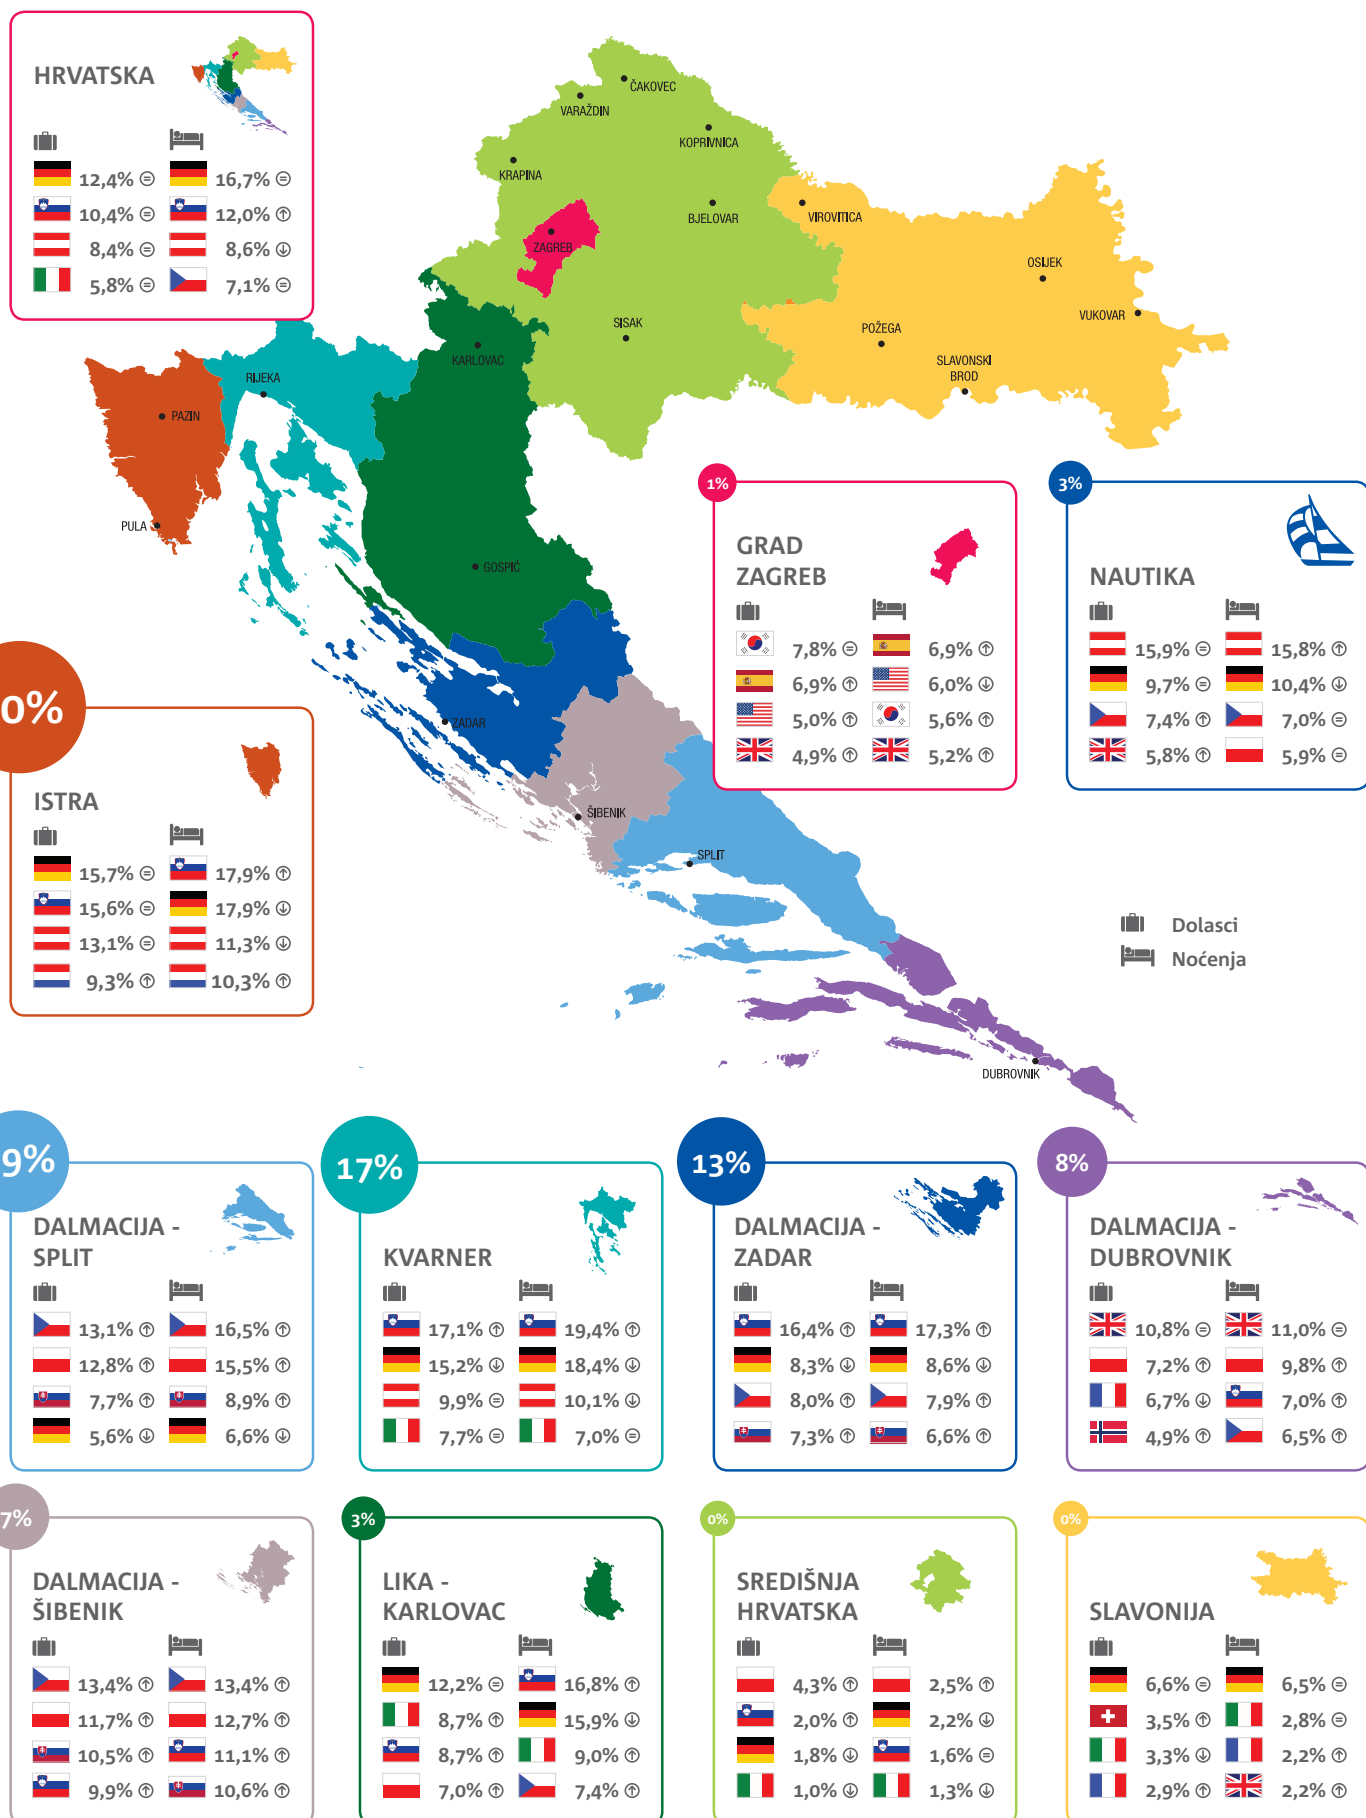 HRVATSKA
12,4% 16,7%
10,4% 12,0%
8,4% 8,6%
5,8% 7,1%
ČAKOVEC
VARAŽDIN
KOPRIVNICA
KRAPINA
BJELOVAR
VIROVITICA
ZAGREB
OSIJEK
VUKOVAR
SISAK
POŽEGA
SLAVONSKI
BROD
KARLOVAC
RIJEKA
PAZIN
PULA
GOSPIĆ
ZADAR
ŠIBENIK
SPLIT
DUBROVNIK
1%
GRAD
ZAGREB
7,8% 6,9%
6,9% 6,0%
5,0% 5,6%
4,9% 5,2%
3%
NAUTIKA
15,9% 15,8%
9,7% 10,4%
7,4% 7,0%
5,8% 5,9%
0%
ISTRA
15,7% 17,9%
15,6% 17,9%
13,1% 11,3%
9,3% 10,3%
Dolasci
Noćenja
9%
DALMACIJA -
SPLIT
13,1% 16,5%
12,8% 15,5%
7,7% 8,9%
5,6% 6,6%
17%
KVARNER
17,1% 19,4%
15,2% 18,4%
9,9% 10,1%
7,7% 7,0%
13%
DALMACIJA -
ZADAR
16,4% 17,3%
8,3% 8,6%
8,0% 7,9%
7,3% 6,6%
8%
DALMACIJA -
DUBROVNIK
10,8% 11,0%
7,2% 9,8%
6,7% 7,0%
4,9% 6,5%
7%
DALMACIJA -
ŠIBENIK
13,4% 13,4%
11,7% 12,7%
10,5% 11,1%
9,9% 10,6%
3%
LIKA -
KARLOVAC
12,2% 16,8%
8,7% 15,9%
8,7% 9,0%
7,0% 7,4%
0%
SREDIŠNJA
HRVATSKA
4,3% 2,5%
2,0% 2,2%
1,8% 1,6%
1,0% 1,3%
0%
SLAVONIJA
6,6% 6,5%
3,5% 2,8%
3,3% 2,2%
2,9% 2,2%